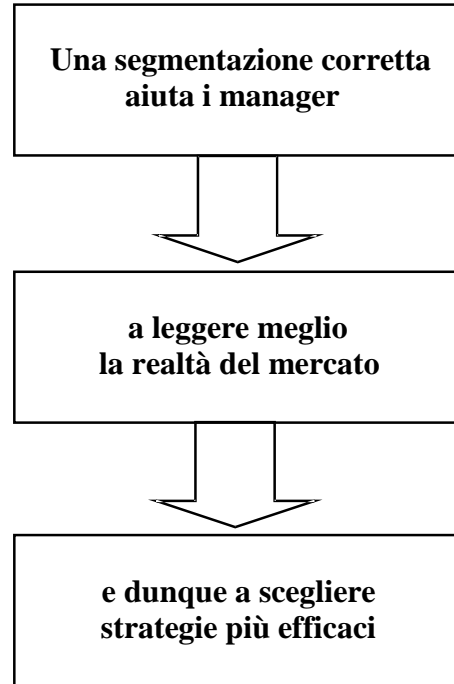 Una segmentazione corretta
aiuta i manager
a leggere meglio
la realtà del mercato
e dunque a scegliere
strategie più efficaci